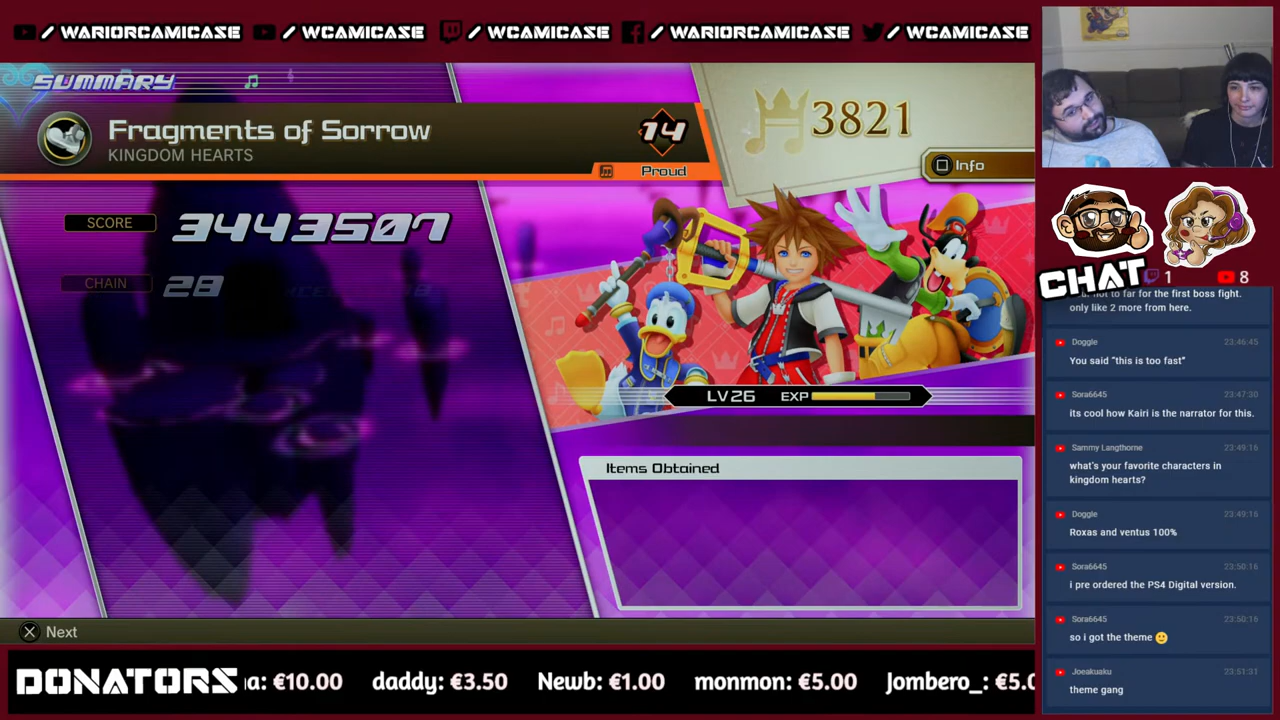 / WARIORCAMICASE / WCAMICASE / WCAMICASE / WARIORCAMICASE / WCAMICASE
SUMMARY
Fragments of Sorrow
KINGDOM HEARTS
14
Proud
3821
Info
SCORE 3443507
CHAIN 28
LV26 EXP
Items Obtained
Next
CHAT 1 8
only like 2 more from here.
Doggle 23:46:45
You said "this is too fast"
Sora6645 23:47:30
its cool how Kairi is the narrator for this.
Sammy Langthorne 23:49:16
what's your favorite characters in
kingdom hearts?
Doggle 23:49:16
Roxas and ventus 100%
Sora6645 23:50:16
i pre ordered the PS4 Digital version.
Sora6645 23:50:16
so i got the theme 🙂
Joeakuaku 23:51:31
theme gang
DONATORS a: €10.00 daddy: €3.50 Newb: €1.00 monmon: €5.00 Jombero_: €5.0